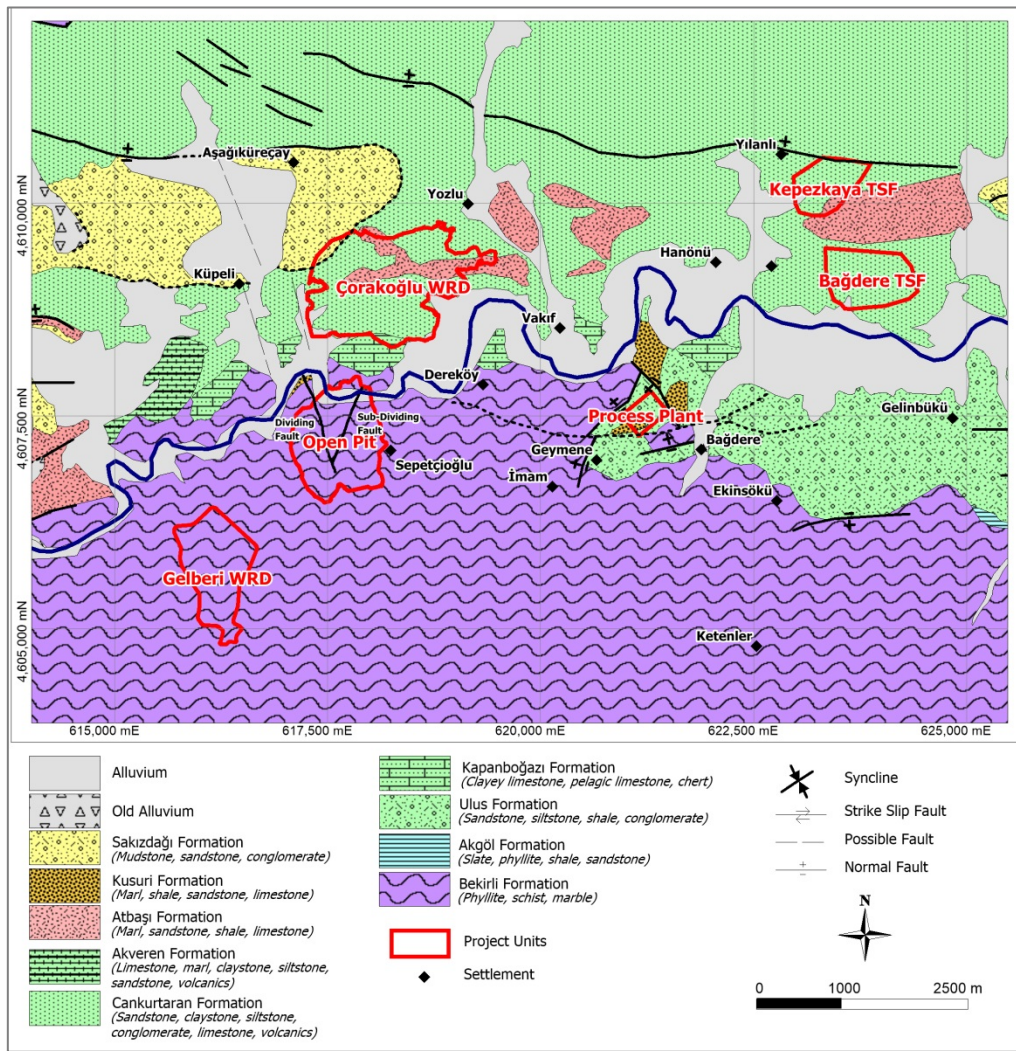 Aşağıküreçay
Yılanlı
Kepezkaya TSF
Yozlu
4,610,000 mN
Hanönü
Küpeli
Bağdere TSF
Çorakoğlu WRD
Vakıf
Dereköy
Process Plant
Gelinbükü
4,607,500 mN
Dividing
Fault
Sub-Dividing
Fault
Open Pit
Bağdere
Sepetçioğlu
Geymene
İmam
Ekinsökü
Gelberi WRD
4,605,000 mN
Ketenler
615,000 mE
617,500 mE
620,000 mE
622,500 mE
625,000 mE
Alluvium
Old Alluvium
Sakızdağı Formation
(Mudstone, sandstone, conglomerate)
Kusuri Formation
(Marl, shale, sandstone, limestone)
Atbaşı Formation
(Marl, sandstone, shale, limestone)
Akveren Formation
(Limestone, marl, claystone, siltstone,
sandstone, volcanics)
Cankurtaran Formation
(Sandstone, claystone, siltstone,
conglomerate, limestone, volcanics)
Kapanboğazı Formation
(Clayey limestone, pelagic limestone, chert)
Ulus Formation
(Sandstone, siltstone, shale, conglomerate)
Akgöl Formation
(Slate, phyllite, shale, sandstone)
Bekirli Formation
(Phyllite, schist, marble)
Project Units
Settlement
Syncline
Strike Slip Fault
Possible Fault
Normal Fault
N
0 1000 2500 m